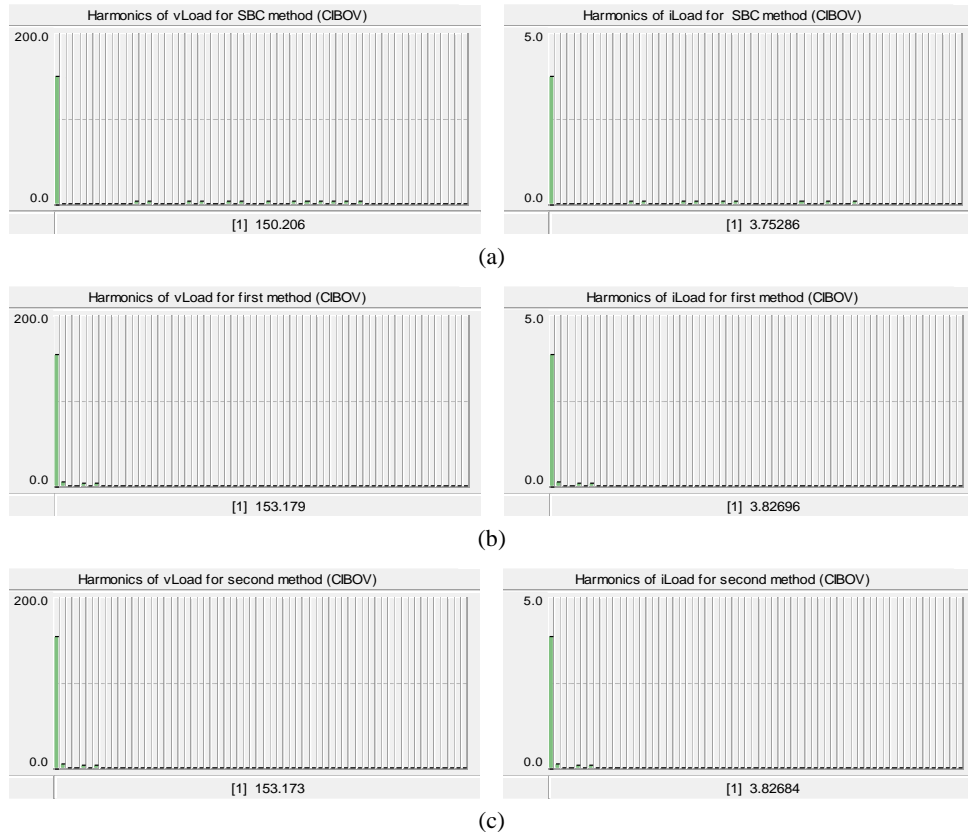 Harmonics of vLoad for SBC method (CIBOV)
200.0
0.0
[1] 150.206
Harmonics of iLoad for SBC method (CIBOV)
5.0
0.0
[1] 3.75286
(a)
Harmonics of vLoad for first method (CIBOV)
200.0
0.0
[1] 153.179
Harmonics of iLoad for first method (CIBOV)
5.0
0.0
[1] 3.82696
(b)
Harmonics of vLoad for second method (CIBOV)
200.0
0.0
[1] 153.173
Harmonics of iLoad for second method (CIBOV)
5.0
0.0
[1] 3.82684
(c)